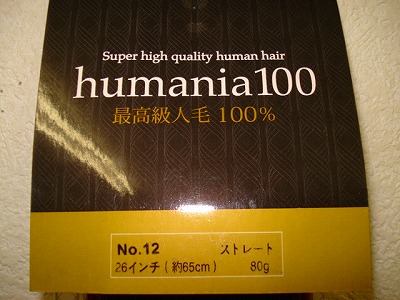 Super high quality human hair
humania100
最高級人毛 100%
No.12 ストレート
26インチ(約65cm) 80g